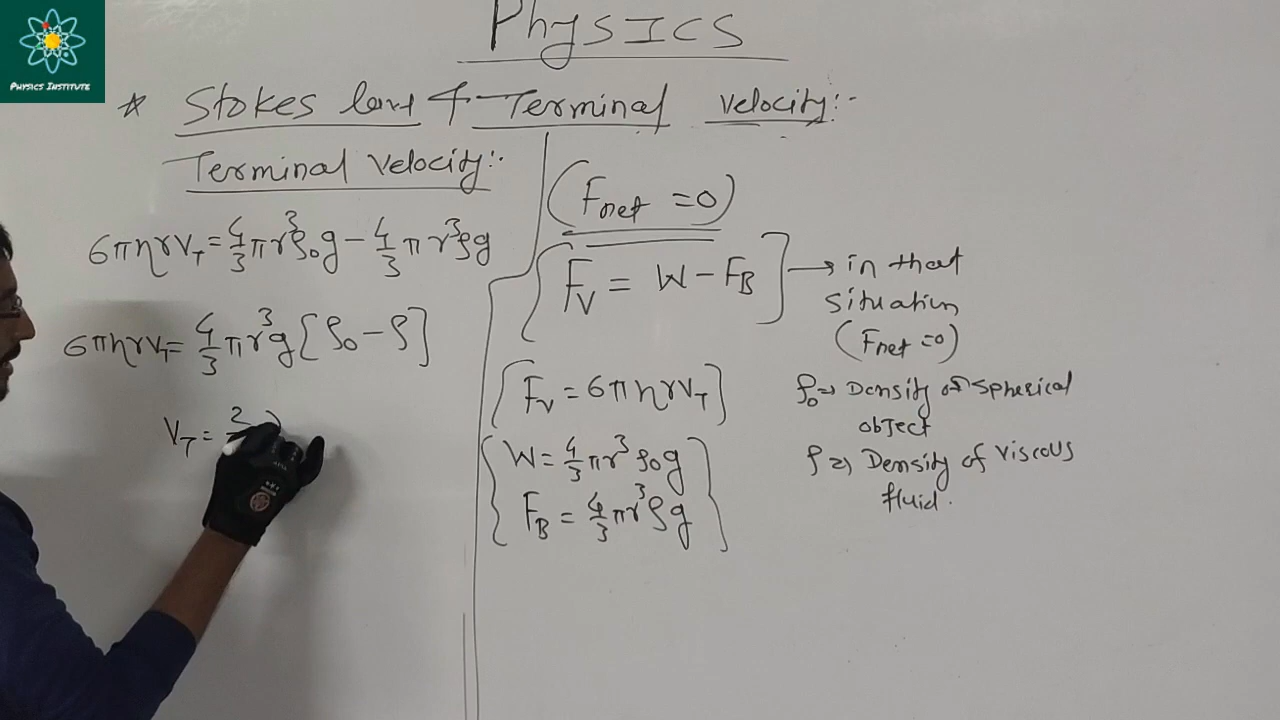 PHYSICS INSTITUTE
PhysICS
* Stokes law & Terminal velocity:-
Terminal velocity:-
6πηrV_T = 4/3 πr³ρ₀g - 4/3 πr³ρg
6πηrV_T = 4/3 πr³g [ρ₀ - ρ]
V_T = 2
(Fnet = 0)
[F_V = W - F_B] → in that
situation
(Fnet = 0)
[F_V = 6πηrV_T]
{W = 4/3 πr³ρ₀g
F_B = 4/3 πr³ρg}
ρ₀ ⇒ Density of Spherical
object
ρ ⇒ Density of viscous
fluid.